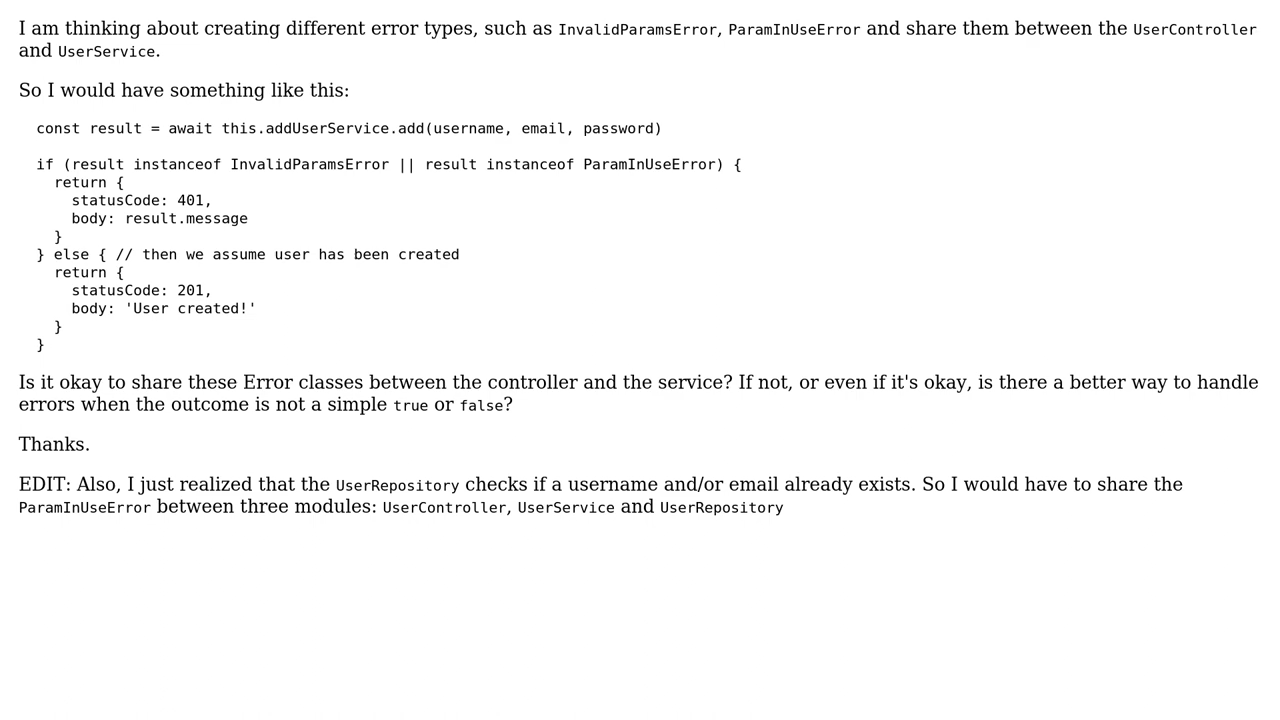 I am thinking about creating different error types, such as InvalidParamsError, ParamInUseError and share them between the UserController
and UserService.
So I would have something like this:
const result = await this.addUserService.add(username, email, password)
if (result instanceof InvalidParamsError || result instanceof ParamInUseError) {
return {
statusCode: 401,
body: result.message
}
} else { // then we assume user has been created
return {
statusCode: 201,
body: 'User created!'
}
}
Is it okay to share these Error classes between the controller and the service? If not, or even if it's okay, is there a better way to handle
errors when the outcome is not a simple true or false?
Thanks.
EDIT: Also, I just realized that the UserRepository checks if a username and/or email already exists. So I would have to share the
ParamInUseError between three modules: UserController, UserService and UserRepository